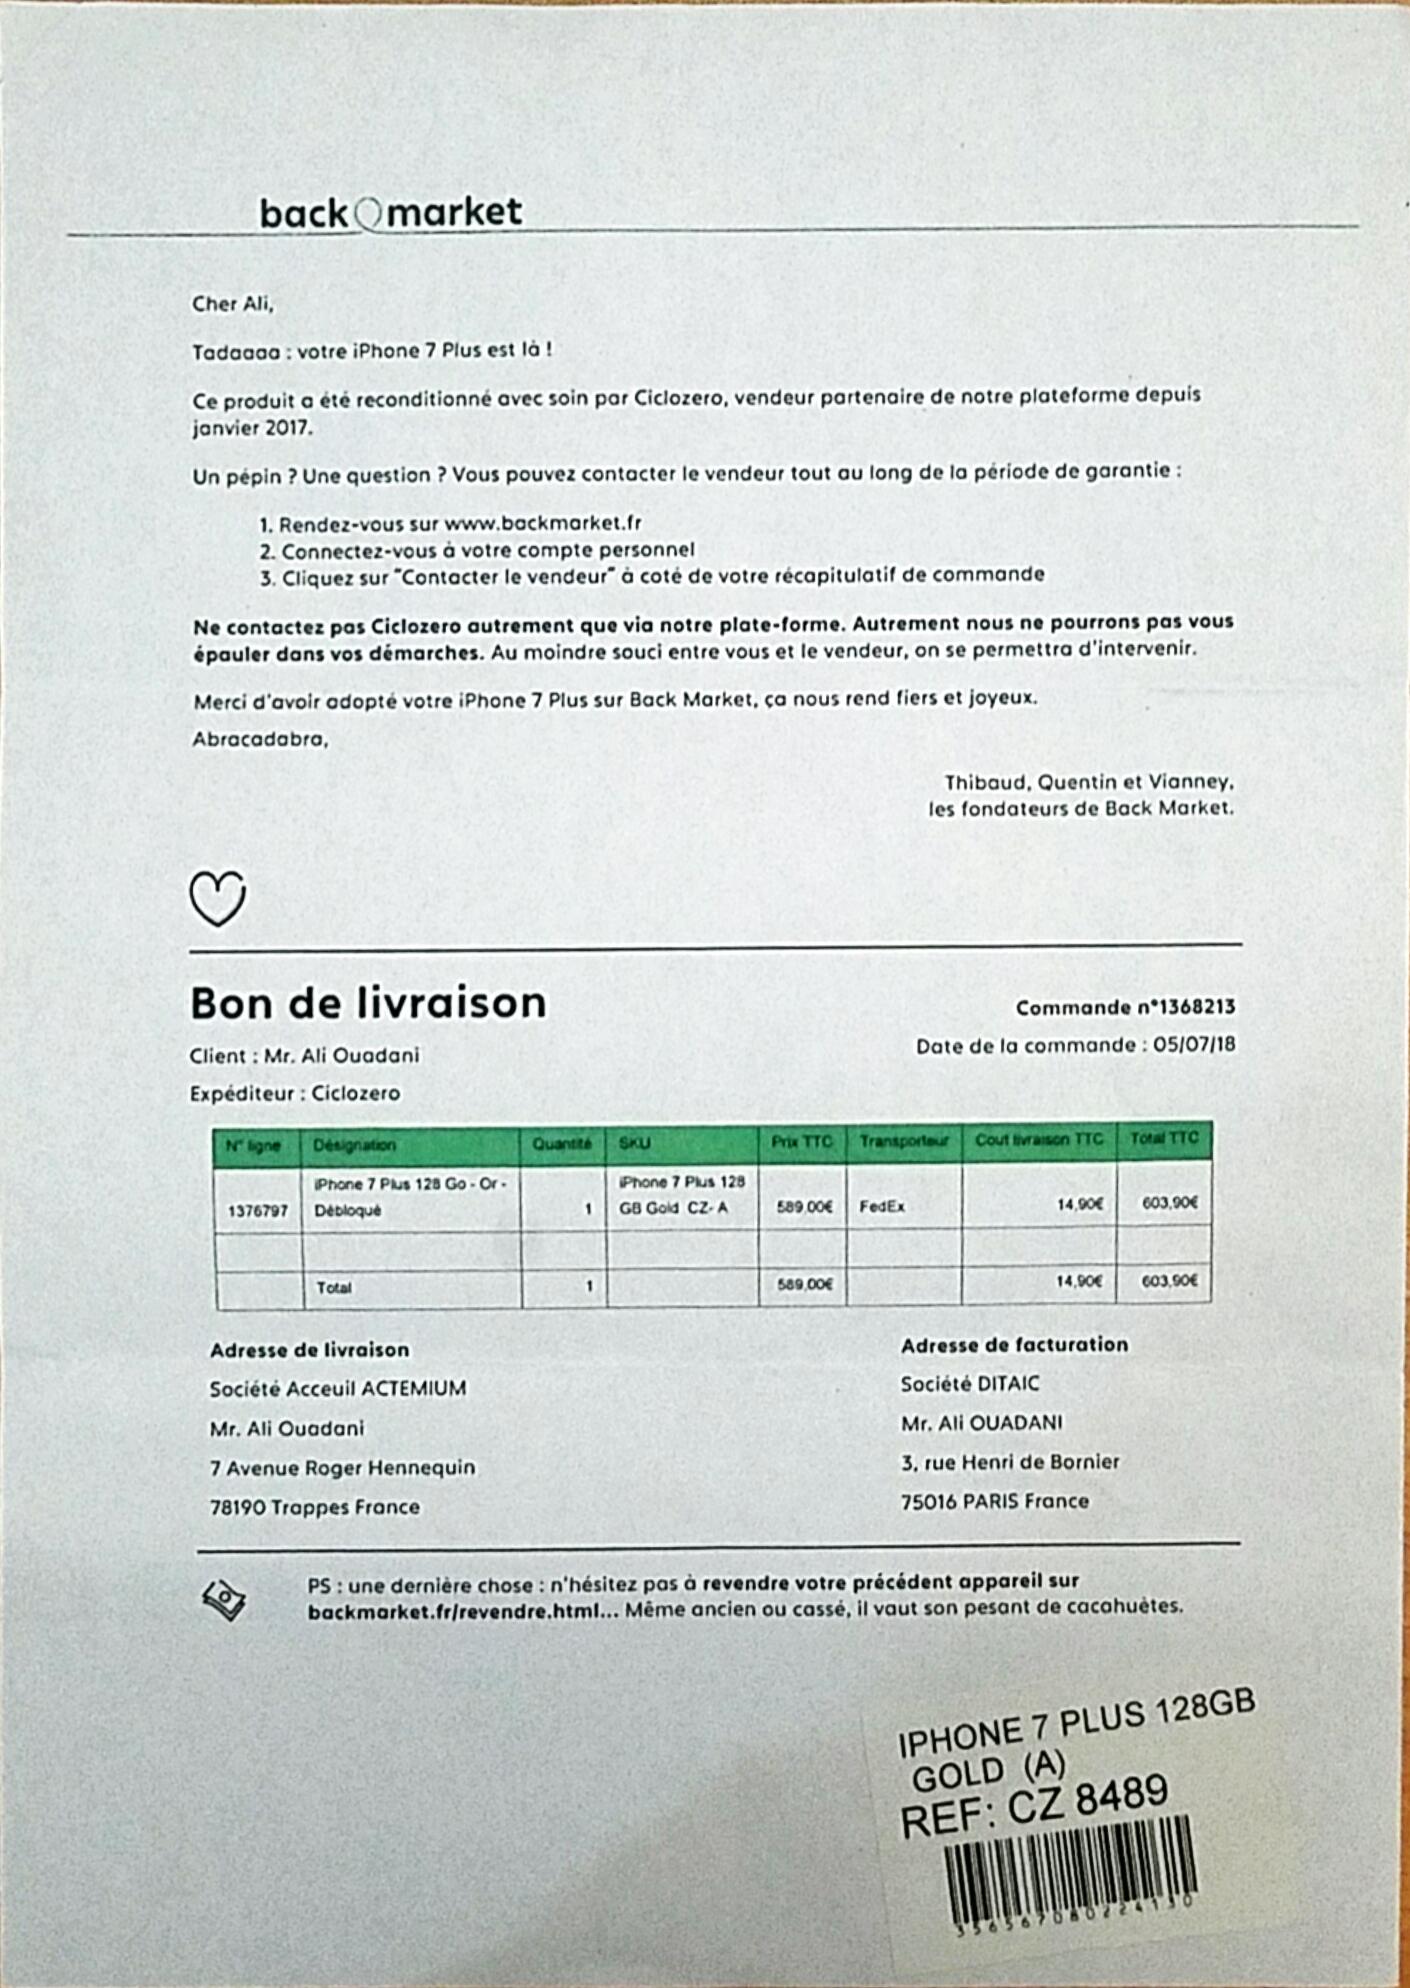 back market
Cher Ali,
Tadaaaa : votre iPhone 7 Plus est là !
Ce produit a été reconditionné avec soin par Ciclozero, vendeur partenaire de notre plateforme depuis
janvier 2017.
Un pépin ? Une question ? Vous pouvez contacter le vendeur tout au long de la période de garantie :
1. Rendez-vous sur www.backmarket.fr
2. Connectez-vous à votre compte personnel
3. Cliquez sur "Contacter le vendeur" à coté de votre récapitulatif de commande
Ne contactez pas Ciclozero autrement que via notre plate-forme. Autrement nous ne pourrons pas vous
épauler dans vos démarches. Au moindre souci entre vous et le vendeur, on se permettra d'intervenir.
Merci d'avoir adopté votre iPhone 7 Plus sur Back Market, ça nous rend fiers et joyeux.
Abracadabra,
Thibaud, Quentin et Vianney,
les fondateurs de Back Market.
Bon de livraison
Commande n°1368213
Client : Mr. Ali Ouadani
Date de la commande : 05/07/18
Expéditeur : Ciclozero
N° ligne Désignation Quantité SKU Prix TTC Transporteur Cout livraison TTC Total TTC
iPhone 7 Plus 128 Go - Or - iPhone 7 Plus 128
1376797 Débloqué 1 GB Gold CZ- A 589,00€ FedEx 14,90€ 603,90€
Total 1 589,00€ 14,90€ 603,90€
Adresse de livraison
Société Acceuil ACTEMIUM
Mr. Ali Ouadani
7 Avenue Roger Hennequin
78190 Trappes France
Adresse de facturation
Société DITAIC
Mr. Ali OUADANI
3, rue Henri de Bornier
75016 PARIS France
PS : une dernière chose : n'hésitez pas à revendre votre précédent appareil sur
backmarket.fr/revendre.html... Même ancien ou cassé, il vaut son pesant de cacahuètes.
IPHONE 7 PLUS 128GB
GOLD (A)
REF: CZ 8489
356567080224130